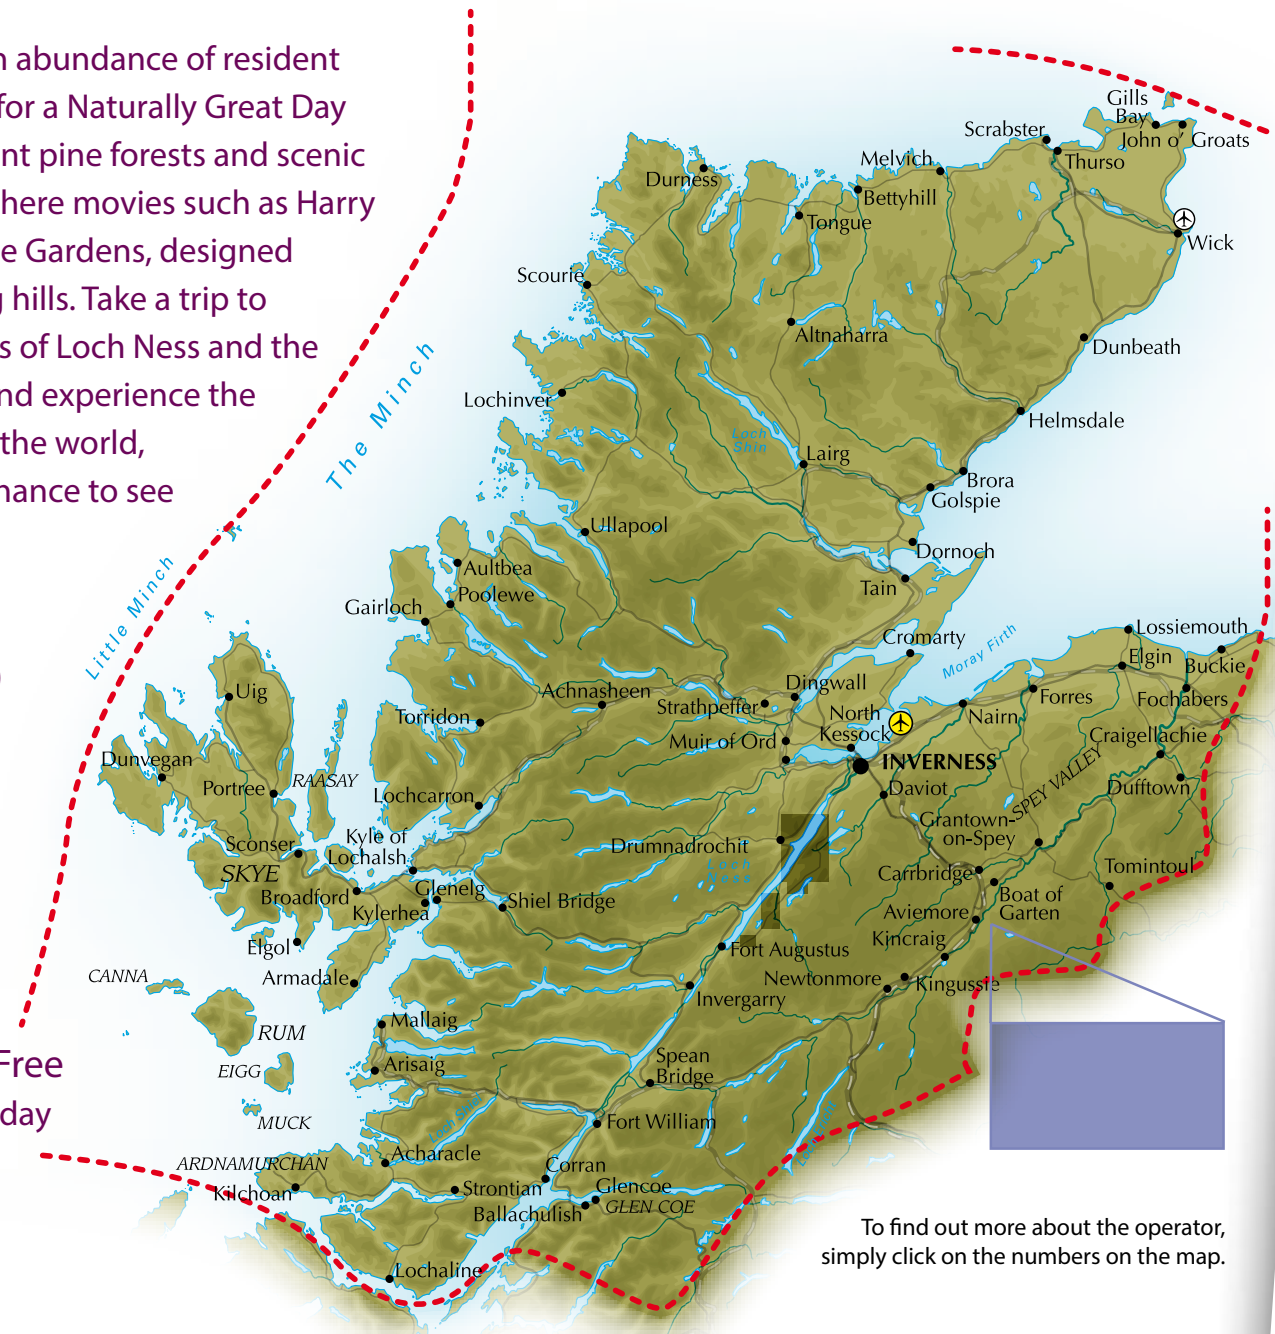 n abundance of resident
for a Naturally Great Day
nt pine forests and scenic
here movies such as Harry
e Gardens, designed
g hills. Take a trip to
s of Loch Ness and the
nd experience the
the world,
hance to see
Free
day
The Minch
Little Minch
Gills
Bay
John o' Groats
Scrabster
Thurso
Melvich
Durness
Bettyhill
Tongue
Wick
Scourie
Altnaharra
Dunbeath
Lochinver
Helmsdale
Loch
Shin
Lairg
Brora
Golspie
Ullapool
Dornoch
Aultbea
Tain
Poolewe
Gairloch
Cromarty
Moray Firth
Lossiemouth
Elgin
Buckie
Uig
Achnasheen
Dingwall
Strathpeffer
Forres
Fochabers
Torridon
North
Kessock
Nairn
Muir of Ord
Craigellachie
Dunvegan
INVERNESS
RAASAY
Portree
Daviot
SPEY VALLEY
Dufftown
Lochcarron
Grantown-
on-Spey
Sconser
Kyle of
Lochalsh
Drumnadrochit
Loch
Ness
SKYE
Carrbridge
Tomintoul
Broadford
Glenelg
Kylerhea
Shiel Bridge
Boat of
Garten
Aviemore
Elgol
Fort Augustus
Kincraig
CANNA
Armadale
Newtonmore
Kingussie
Invergarry
Mallaig
RUM
EIGG
Arisaig
Spean
Bridge
MUCK
Loch Shiel
Fort William
ARDNAMURCHAN
Acharacle
Corran
Kilchoan
Strontian
Glencoe
Ballachulish
GLEN COE
Lochaline
To find out more about the operator,
simply click on the numbers on the map.